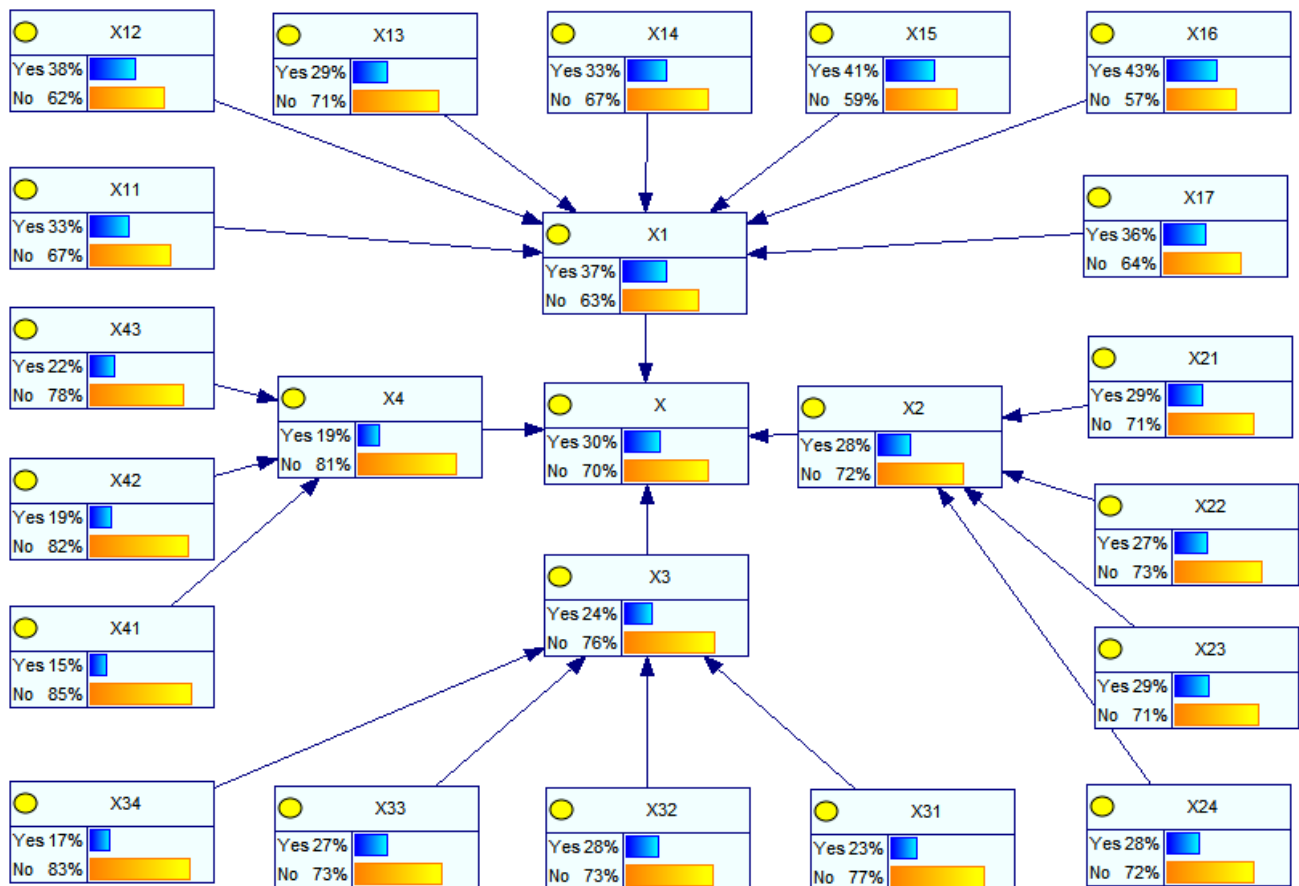 X12
Yes 38%
No 62%
X13
Yes 29%
No 71%
X14
Yes 33%
No 67%
X15
Yes 41%
No 59%
X16
Yes 43%
No 57%
X11
Yes 33%
No 67%
X1
Yes 37%
No 63%
X17
Yes 36%
No 64%
X43
Yes 22%
No 78%
X4
Yes 19%
No 81%
X
Yes 30%
No 70%
X2
Yes 28%
No 72%
X21
Yes 29%
No 71%
X42
Yes 19%
No 82%
X22
Yes 27%
No 73%
X41
Yes 15%
No 85%
X3
Yes 24%
No 76%
X23
Yes 29%
No 71%
X34
Yes 17%
No 83%
X33
Yes 27%
No 73%
X32
Yes 28%
No 73%
X31
Yes 23%
No 77%
X24
Yes 28%
No 72%